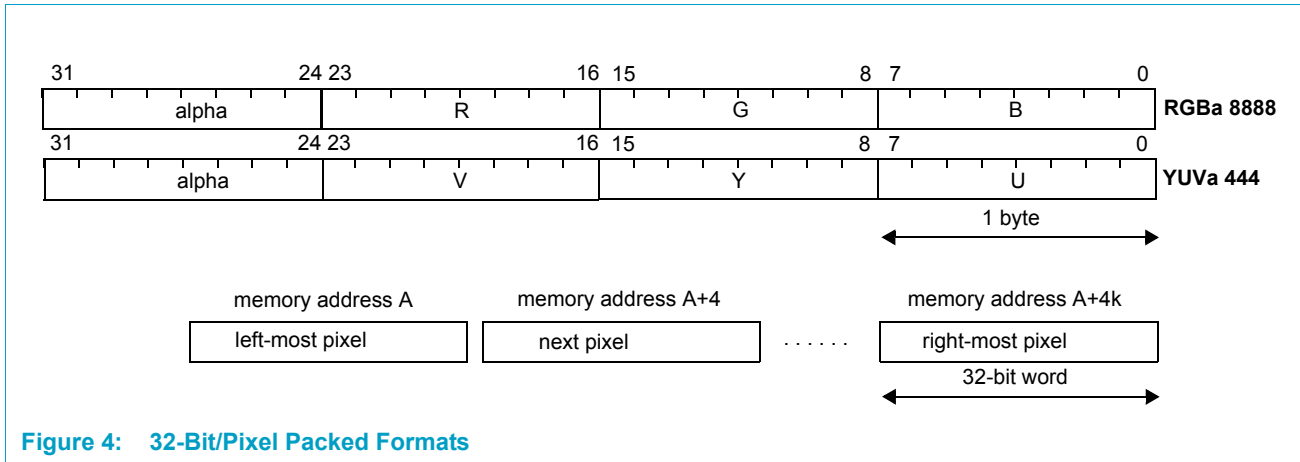 31 24 23 16 15 8 7 0
alpha R G B RGBa 8888
31 24 23 16 15 8 7 0
alpha V Y U YUVa 444
1 byte
memory address A memory address A+4 memory address A+4k
left-most pixel next pixel ...... right-most pixel
32-bit word
Figure 4: 32-Bit/Pixel Packed Formats